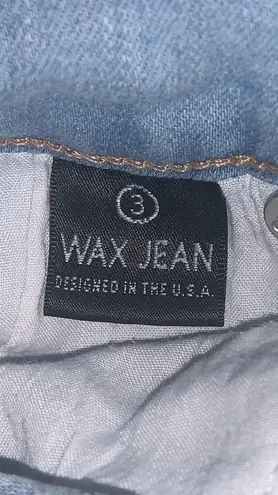 3
WAX JEAN
DESIGNED IN THE U.S.A.